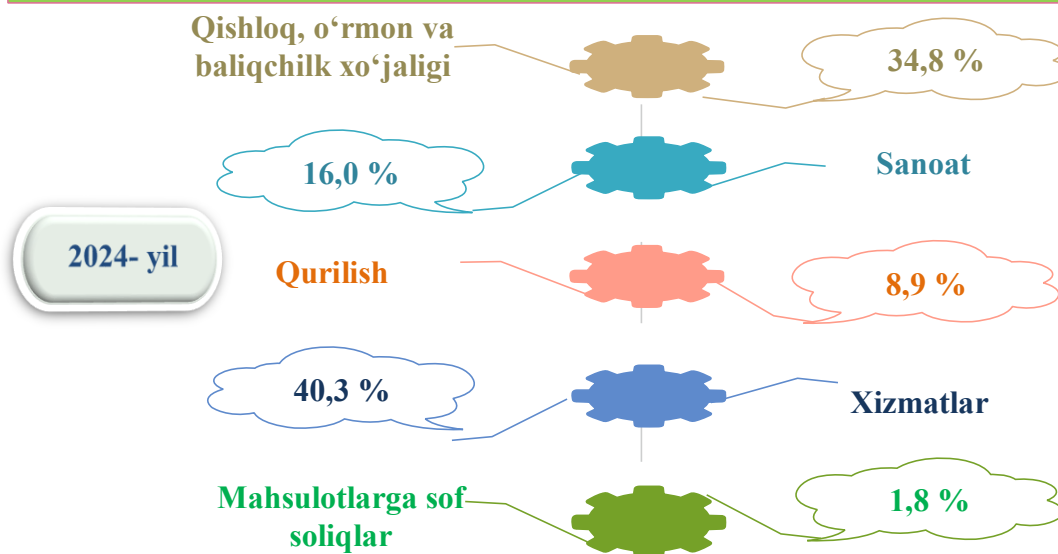 Qishloq, o‘rmon va
baliqchilk xo‘jaligi
34,8 %
16,0 %
Sanoat
2024- yil
Qurilish
8,9 %
40,3 %
Xizmatlar
Mahsulotlarga sof
soliqlar
1,8 %